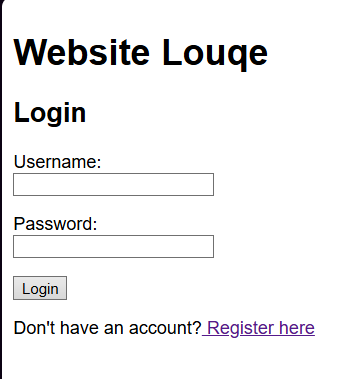 Website Louqe
Login
Username:
Password:
Login
Don't have an account? Register here